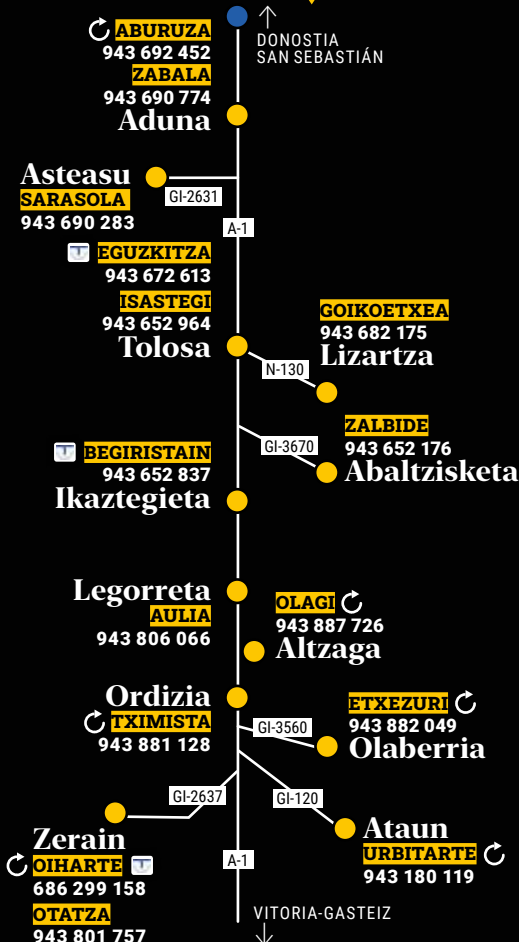 ABURUZA
943 692 452
ZABALA
943 690 774
Aduna
DONOSTIA
SAN SEBASTIÁN
Asteasu
SARASOLA
943 690 283
GI-2631
A-1
EGUZKITZA
943 672 613
ISASTEGI
943 652 964
Tolosa
GOIKOETXEA
943 682 175
Lizartza
N-130
ZALBIDE
943 652 176
Abaltzisketa
GI-3670
BEGIRISTAIN
943 652 837
Ikaztegieta
Legorreta
AULIA
943 806 066
OLAGI
943 887 726
Altzaga
Ordizia
TXIMISTA
943 881 128
ETXEZURI
943 882 049
Olaberria
GI-3560
GI-2637
GI-120
Zerain
OIHARTE
686 299 158
OTATZA
943 801 757
Ataun
URBITARTE
943 180 119
A-1
VITORIA-GASTEIZ